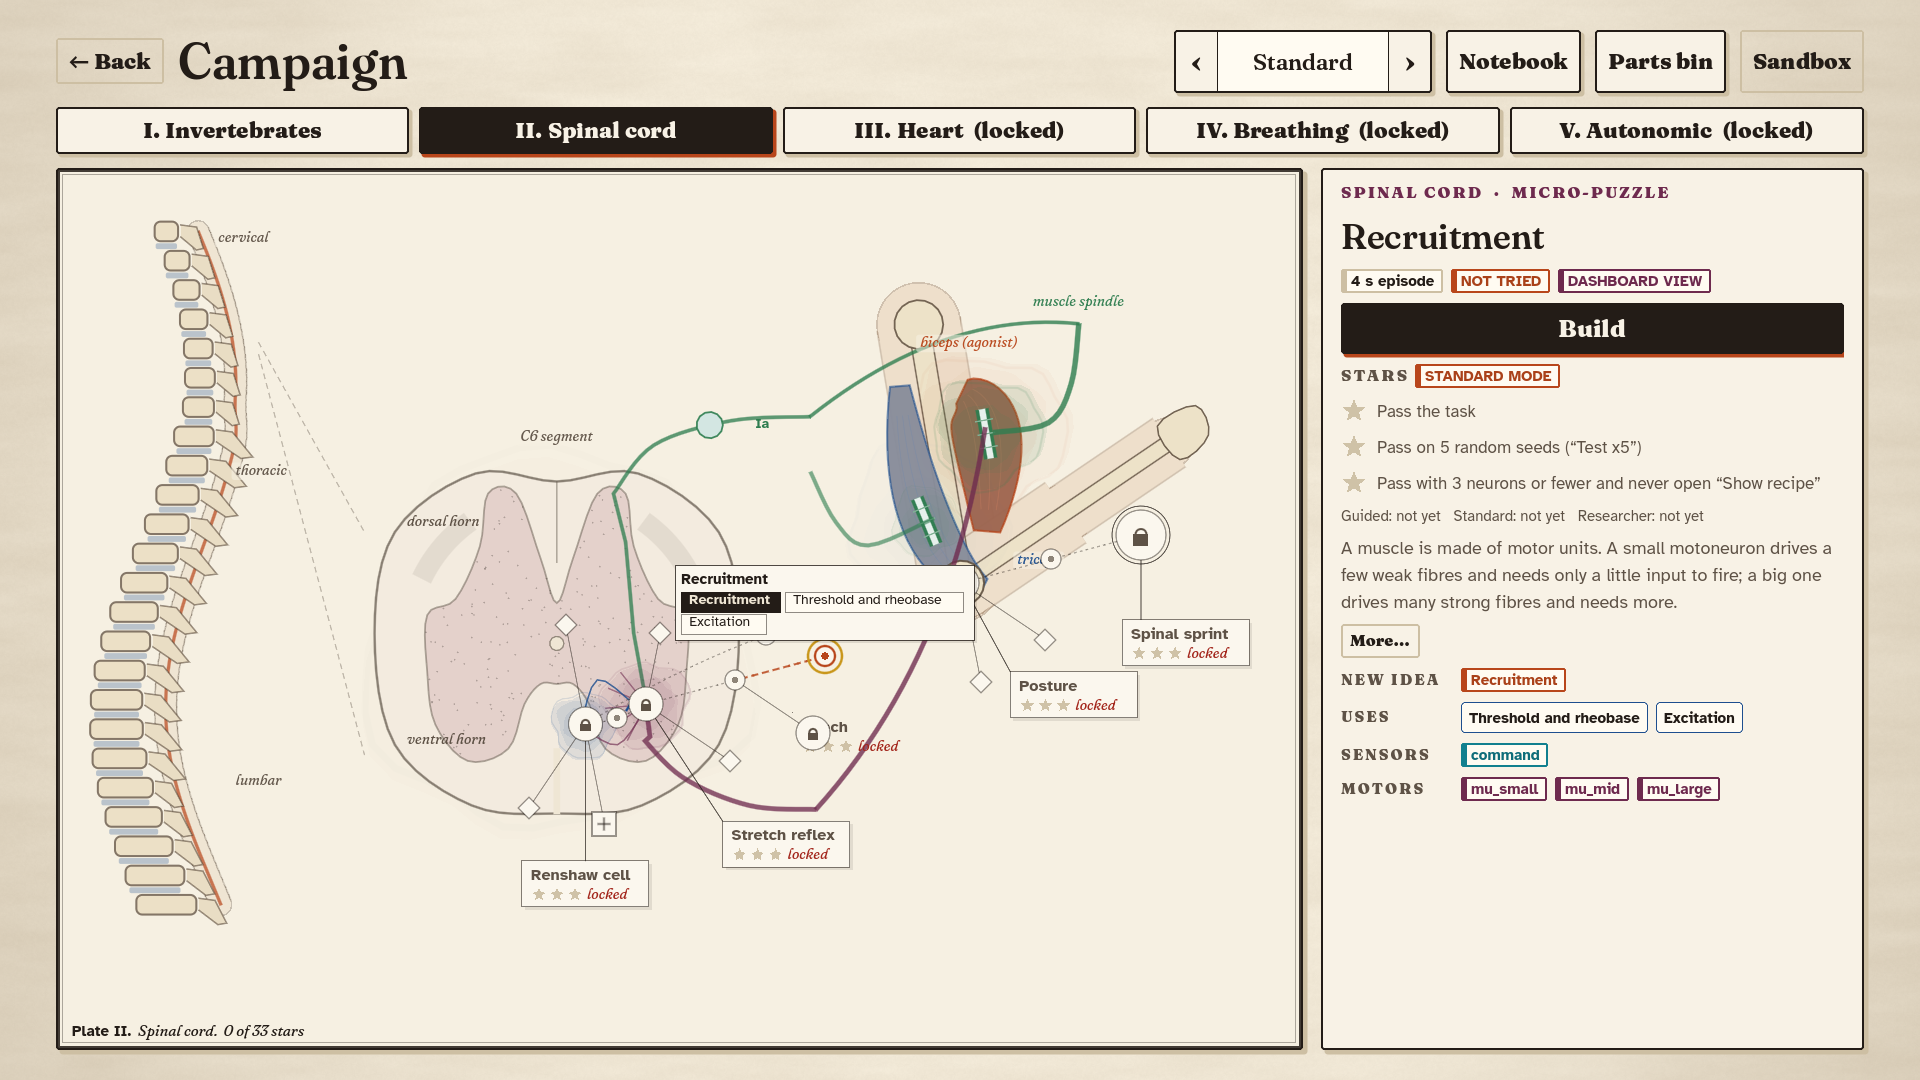 ← Back
Campaign
‹ Standard ›
Notebook
Parts bin
Sandbox
I. Invertebrates
II. Spinal cord
III. Heart (locked)
IV. Breathing (locked)
V. Autonomic (locked)
cervical
thoracic
lumbar
C6 segment
dorsal horn
ventral horn
Ia
muscle spindle
biceps (agonist)
Recruitment
Recruitment
Threshold and rheobase
Excitation
Spinal sprint
locked
Posture
locked
ch
locked
Stretch reflex
locked
Renshaw cell
locked
Plate II. Spinal cord. 0 of 33 stars
SPINAL CORD · MICRO-PUZZLE
Recruitment
4 s episode
NOT TRIED
DASHBOARD VIEW
Build
STARS STANDARD MODE
Pass the task
Pass on 5 random seeds (“Test x5”)
Pass with 3 neurons or fewer and never open “Show recipe”
Guided: not yet Standard: not yet Researcher: not yet
A muscle is made of motor units. A small motoneuron drives a
few weak fibres and needs only a little input to fire; a big one
drives many strong fibres and needs more.
More...
NEW IDEA Recruitment
USES Threshold and rheobase Excitation
SENSORS command
MOTORS mu_small mu_mid mu_large